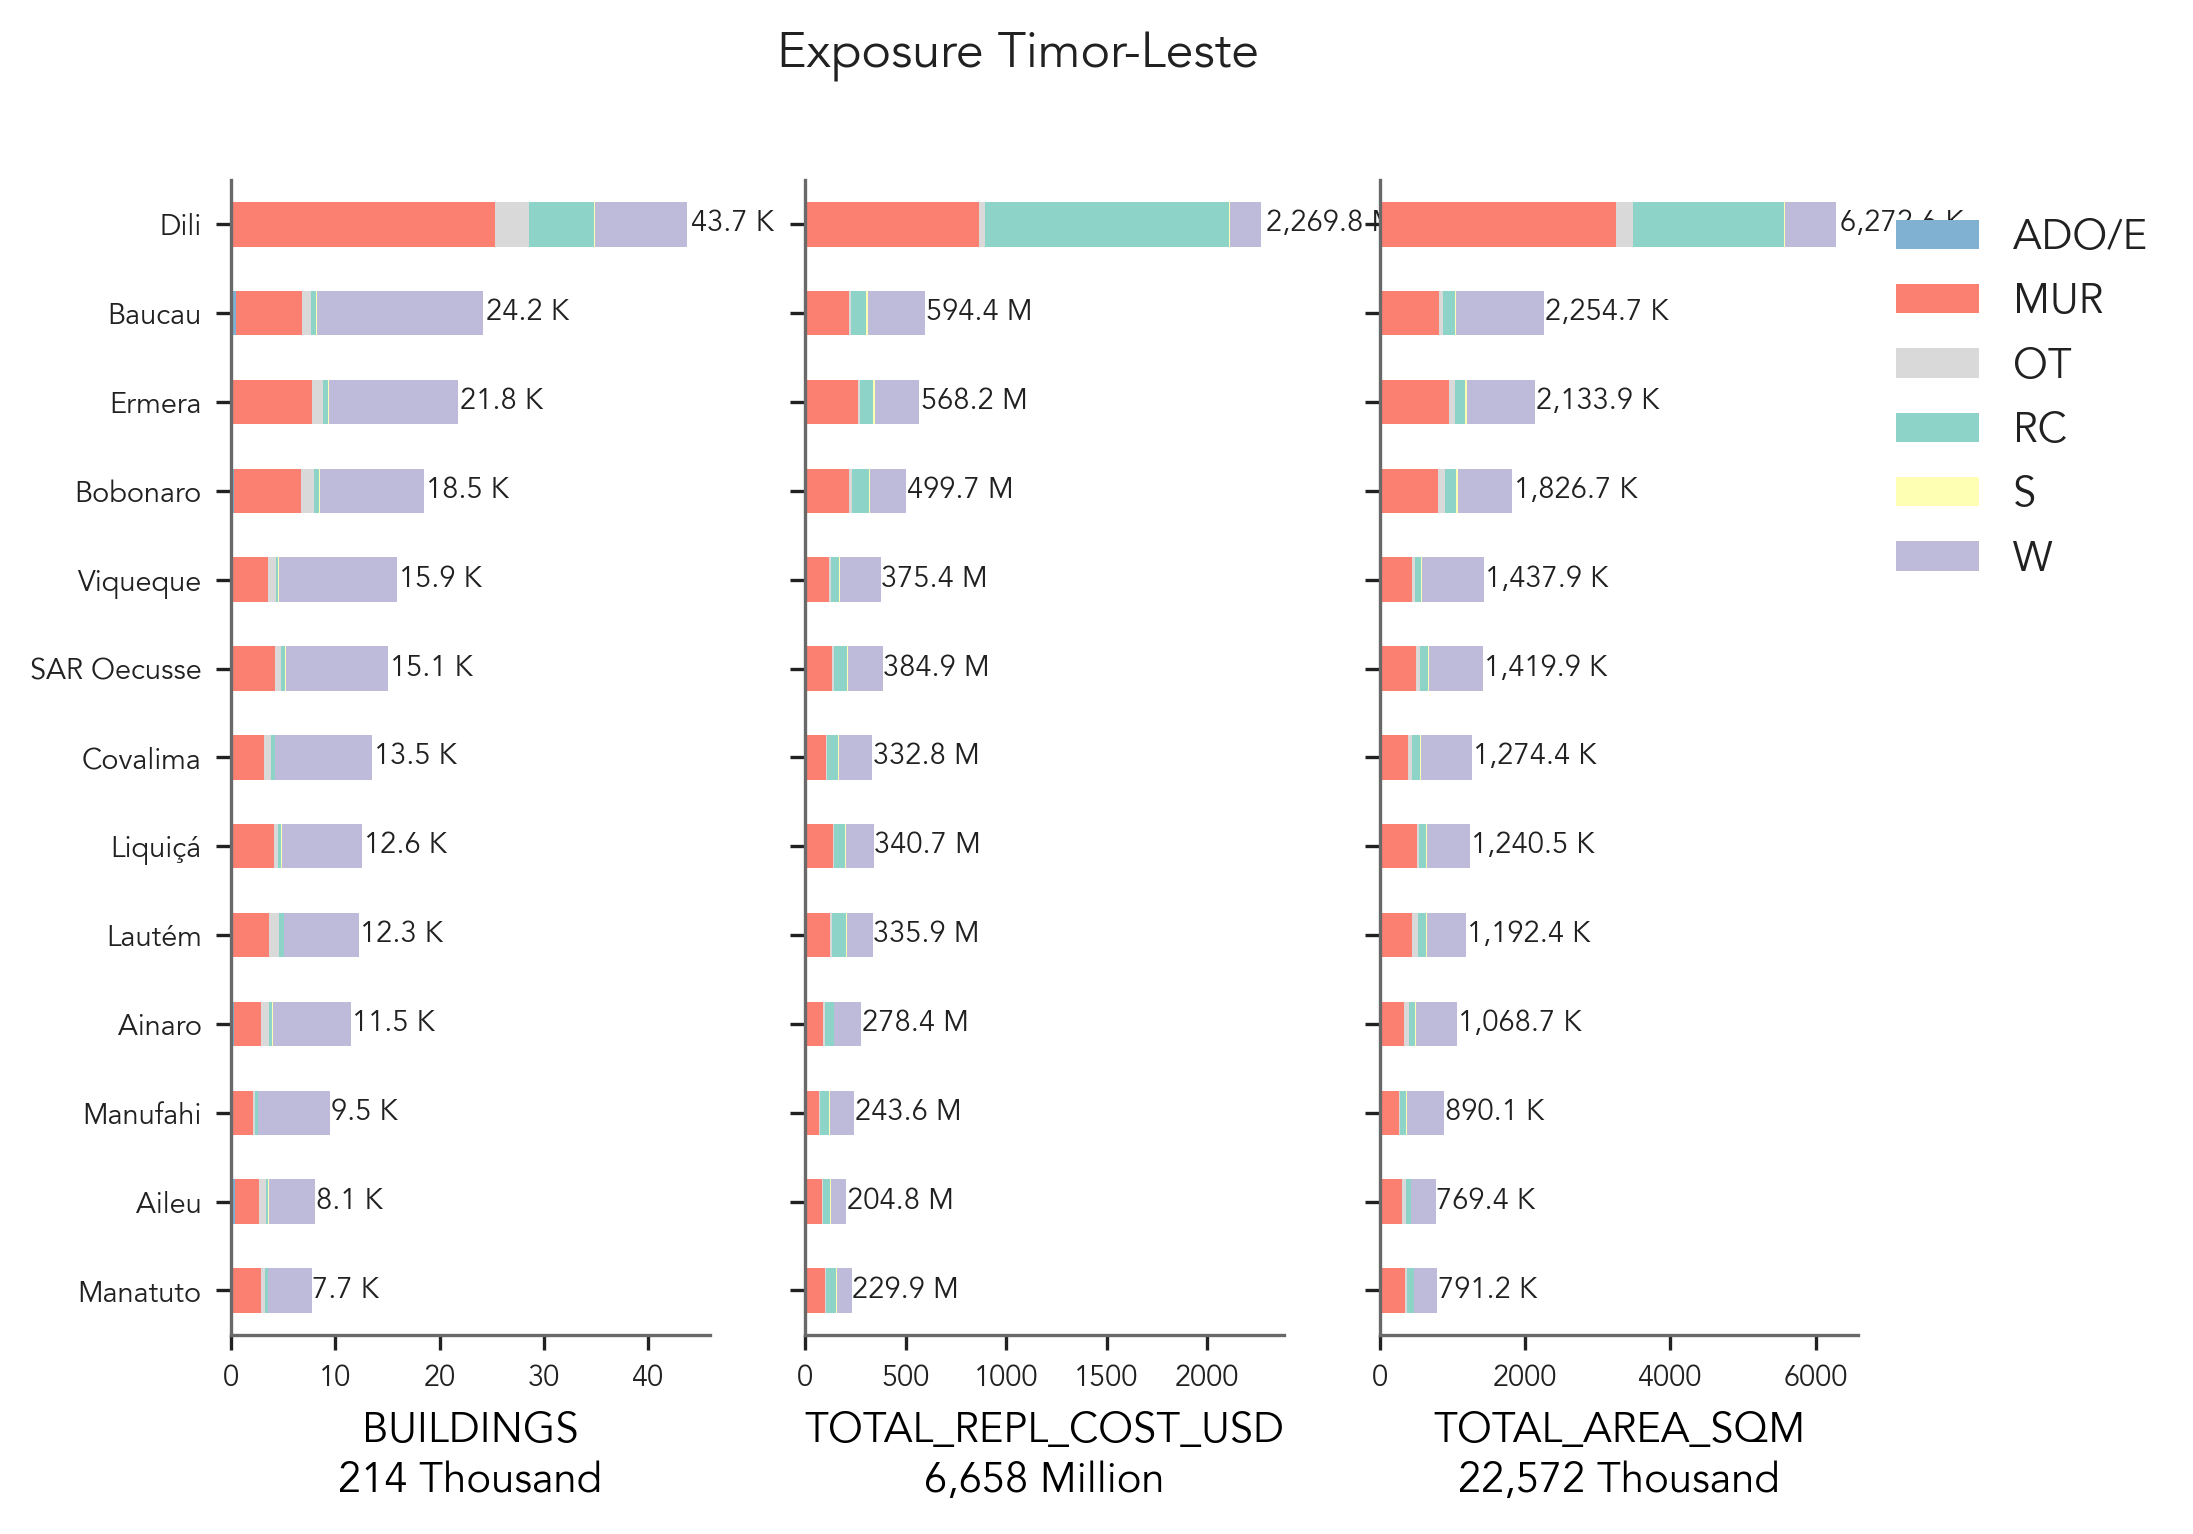 Exposure Timor-Leste
Dili
Baucau
Ermera
Bobonaro
Viqueque
SAR Oecusse
Covalima
Liquiçá
Lautém
Ainaro
Manufahi
Aileu
Manatuto
43.7 K
24.2 K
21.8 K
18.5 K
15.9 K
15.1 K
13.5 K
12.6 K
12.3 K
11.5 K
9.5 K
8.1 K
7.7 K
0 10 20 30 40
BUILDINGS
214 Thousand
2,269.8
594.4 M
568.2 M
499.7 M
375.4 M
384.9 M
332.8 M
340.7 M
335.9 M
278.4 M
243.6 M
204.8 M
229.9 M
0 500 1000 1500 2000
TOTAL_REPL_COST_USD
6,658 Million
2,254.7 K
2,133.9 K
1,826.7 K
1,437.9 K
1,419.9 K
1,274.4 K
1,240.5 K
1,192.4 K
1,068.7 K
890.1 K
769.4 K
791.2 K
0 2000 4000 6000
TOTAL_AREA_SQM
22,572 Thousand
ADO/E
MUR
OT
RC
S
W